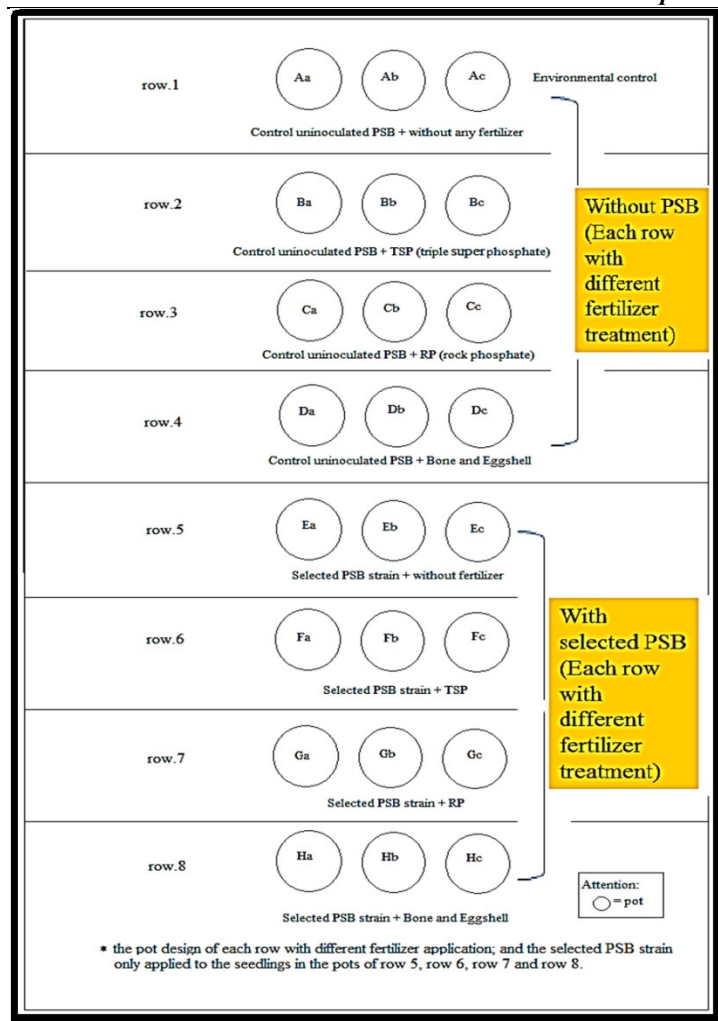 row.1
Aa Ab Ac
Environmental control
Control uninoculated PSB + without any fertilizer
row.2
Ba Bb Bc
Control uninoculated PSB + TSP (triple super phosphate)
Without PSB
(Each row
with
different
fertilizer
treatment)
row.3
Ca Cb Cc
Control uninoculated PSB + RP (rock phosphate)
row.4
Da Db Dc
Control uninoculated PSB + Bone and Eggshell
row.5
Ea Eb Ec
Selected PSB strain + without fertilizer
row.6
Fa Fb Fc
Selected PSB strain + TSP
With
selected PSB
(Each row
with
different
fertilizer
treatment)
row.7
Ga Gb Gc
Selected PSB strain + RP
row.8
Ha Hb Hc
Selected PSB strain + Bone and Eggshell
Attention:
= pot
* the pot design of each row with different fertilizer application; and the selected PSB strain
only applied to the seedlings in the pots of row 5, row 6, row 7 and row 8.